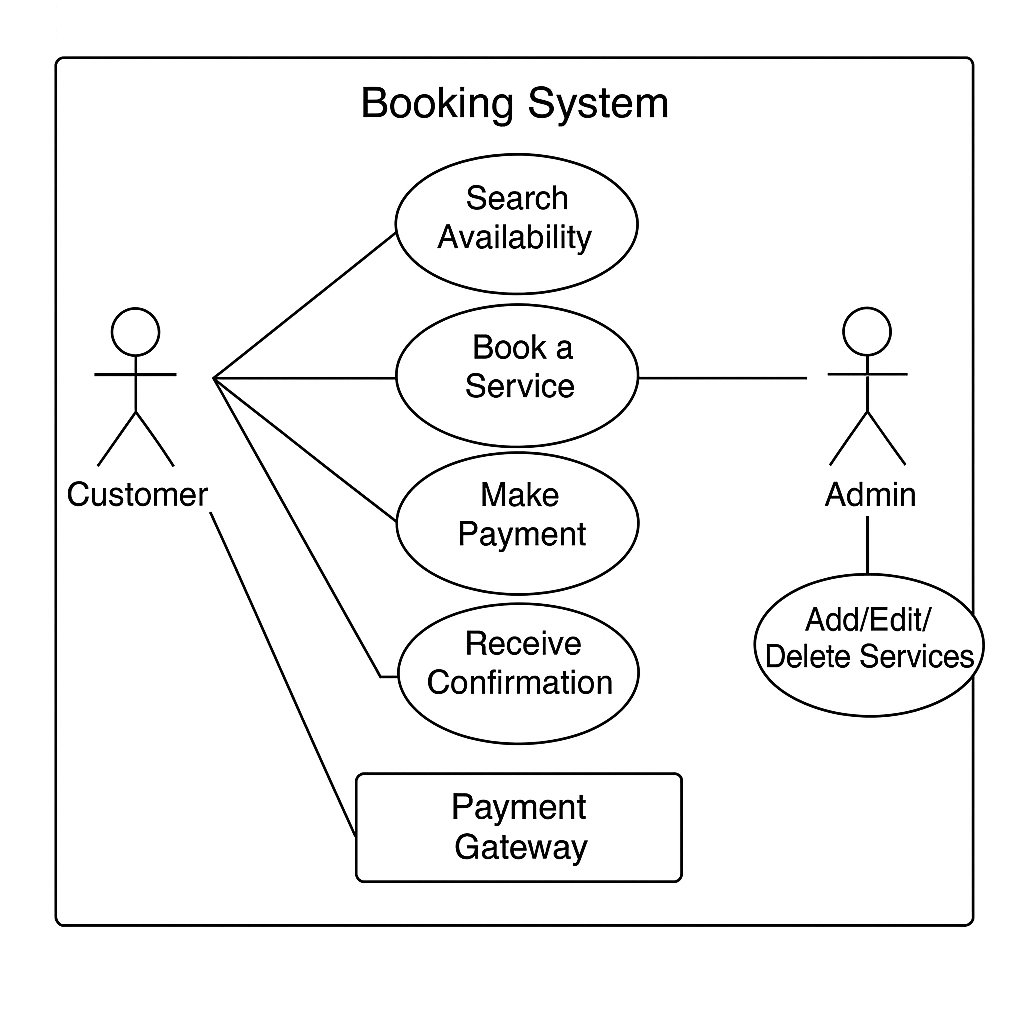 Booking System
Search
Availability
Book a
Service
Make
Payment
Receive
Confirmation
Customer
Admin
Add/Edit/
Delete Services
Payment
Gateway